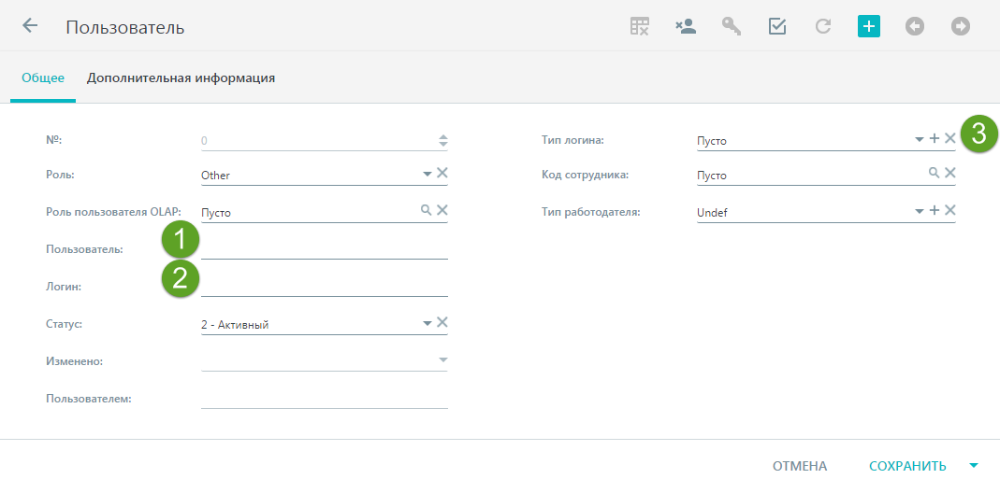 Пользователь
Общее Дополнительная информация
№: 0
Роль: Other
Роль пользователя OLAP: Пусто
1
Пользователь:
2
Логин:
Статус: 2 - Активный
Изменено:
Пользователем:
Тип логина: Пусто
3
Код сотрудника: Пусто
Тип работодателя: Undef
ОТМЕНА СОХРАНИТЬ